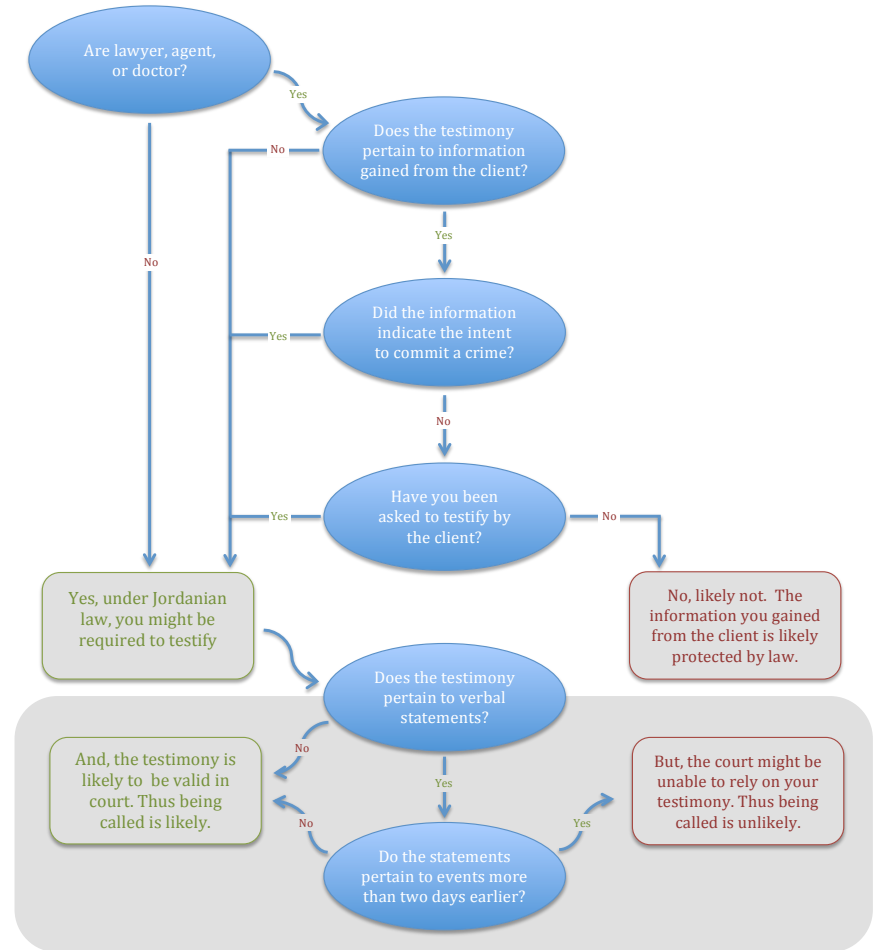 Are lawyer, agent,
or doctor?
Yes
Does the testimony
pertain to information
gained from the client?
No
Yes
No
Did the information
indicate the intent
to commit a crime?
Yes
No
Have you been
asked to testify by
the client?
Yes
No
Yes, under Jordanian
law, you might be
required to testify
No, likely not. The
information you gained
from the client is likely
protected by law.
Does the testimony
pertain to verbal
statements?
No
Yes
And, the testimony is
likely to be valid in
court. Thus being
called is likely.
But, the court might be
unable to rely on your
testimony. Thus being
called is unlikely.
No
Yes
Do the statements
pertain to events more
than two days earlier?